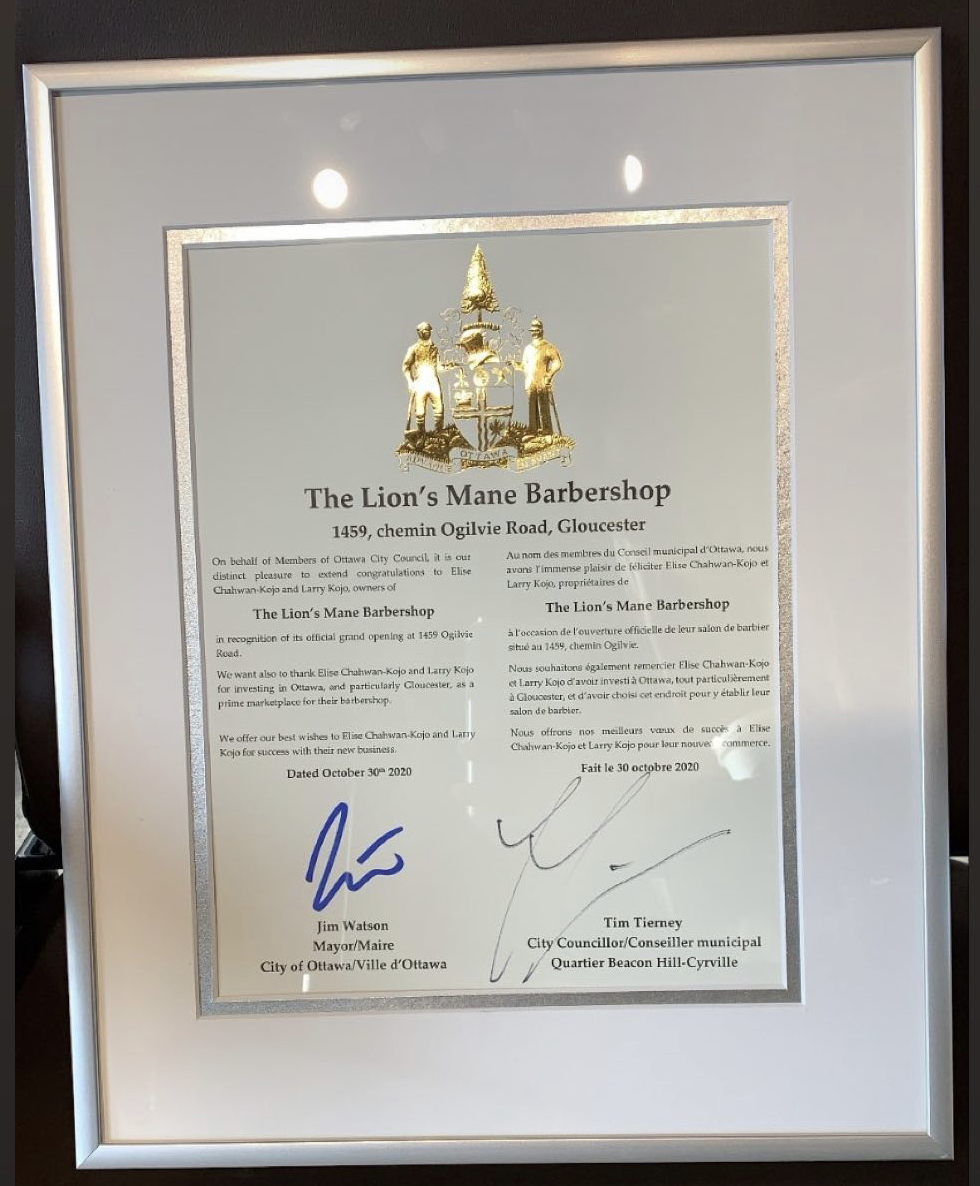 ADVANCE OTTAWA EN AVANT
The Lion's Mane Barbershop
1459, chemin Ogilvie Road, Gloucester
On behalf of Members of Ottawa City Council, it is our
distinct pleasure to extend congratulations to Elise
Chahwan-Kojo and Larry Kojo, owners of
The Lion's Mane Barbershop
in recognition of its official grand opening at 1459 Ogilvie
Road.
We want also to thank Elise Chahwan-Kojo and Larry Kojo
for investing in Ottawa, and particularly Gloucester, as a
prime marketplace for their barbershop.
We offer our best wishes to Elise Chahwan-Kojo and Larry
Kojo for success with their new business.
Dated October 30th 2020
Au nom des membres du Conseil municipal d'Ottawa, nous
avons l'immense plaisir de féliciter Elise Chahwan-Kojo et
Larry Kojo, propriétaires de
The Lion's Mane Barbershop
à l'occasion de l'ouverture officielle de leur salon de barbier
situé au 1459, chemin Ogilvie.
Nous souhaitons également remercier Elise Chahwan-Kojo
et Larry Kojo d'avoir investi à Ottawa, tout particulièrement
à Gloucester, et d'avoir choisi cet endroit pour y établir leur
salon de barbier.
Nous offrons nos meilleurs vœux de succès à Elise
Chahwan-Kojo et Larry Kojo pour leur nouveau commerce.
Fait le 30 octobre 2020
Jim Watson
Mayor/Maire
City of Ottawa/Ville d'Ottawa
Tim Tierney
City Councillor/Conseiller municipal
Quartier Beacon Hill-Cyrville